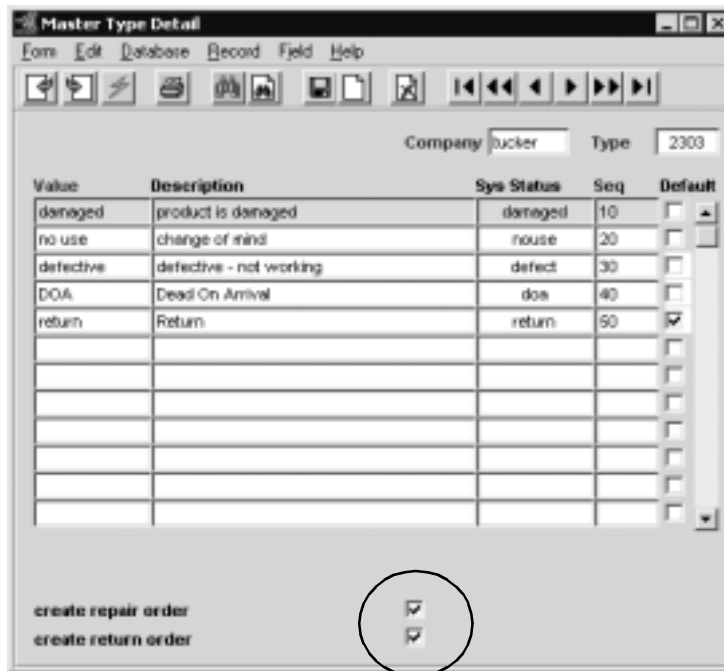 Master Type Detail
Form Edit Database Record Field Help
Company tucker Type 2303
Value Description Sys Status Seq Default
damaged product is damaged damaged 10
no use change of mind nouse 20
defective defective - not working defect 30
DOA Dead On Arrival doa 40
return Return return 50
create repair order
create return order